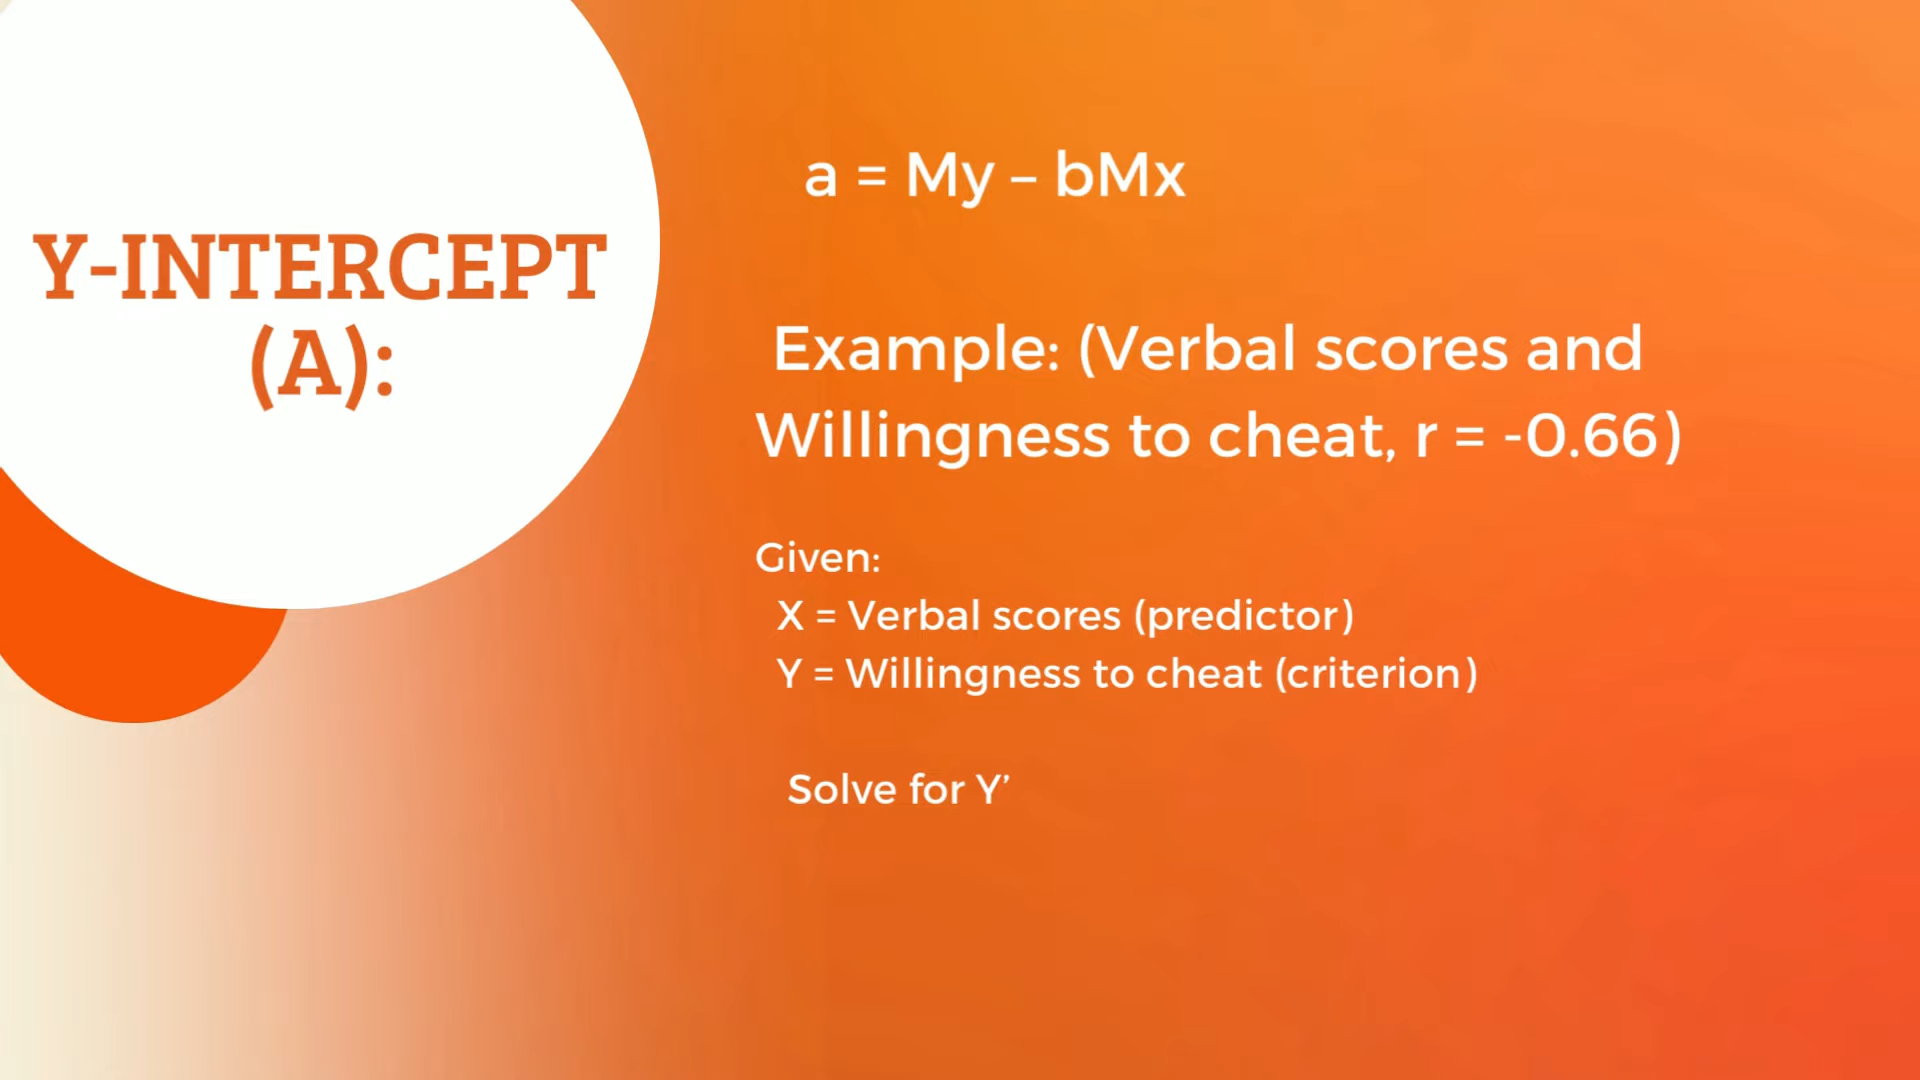 Y-INTERCEPT
(A):
a = My – bMx
Example: (Verbal scores and
Willingness to cheat, r = -0.66)
Given:
X = Verbal scores (predictor)
Y = Willingness to cheat (criterion)
Solve for Y’